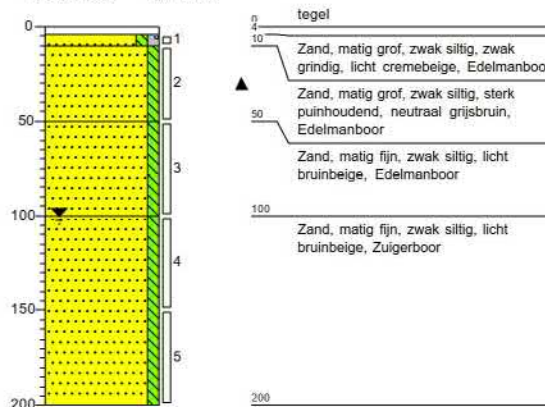 0
50
100
150
200
1
2
3
4
5
0
tegel
4
10
Zand, matig grof, zwak siltig, zwak
grindig, licht cremebeige, Edelmanboo
Zand, matig grof, zwak siltig, sterk
puinhoudend, neutraal grijsbruin,
Edelmanboor
50
Zand, matig fijn, zwak siltig, licht
bruinbeige, Edelmanboor
100
Zand, matig fijn, zwak siltig, licht
bruinbeige, Zuigerboor
200